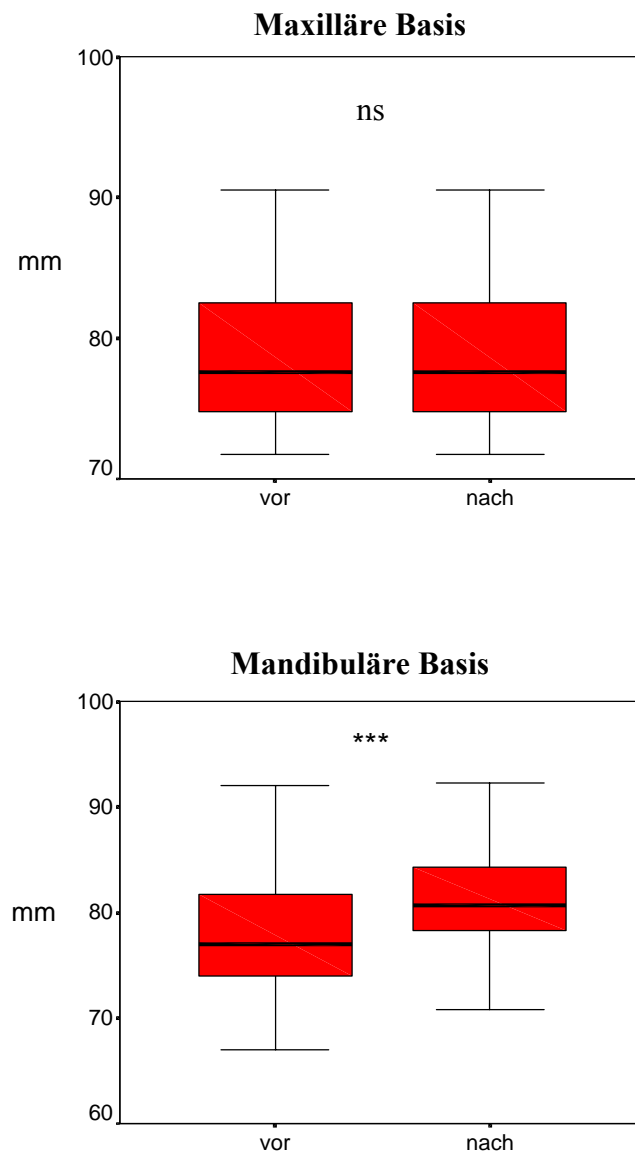 Maxilläre Basis
100
ns
90
mm
80
70
vor nach
Mandibuläre Basis
100
***
90
mm
80
70
60
vor nach